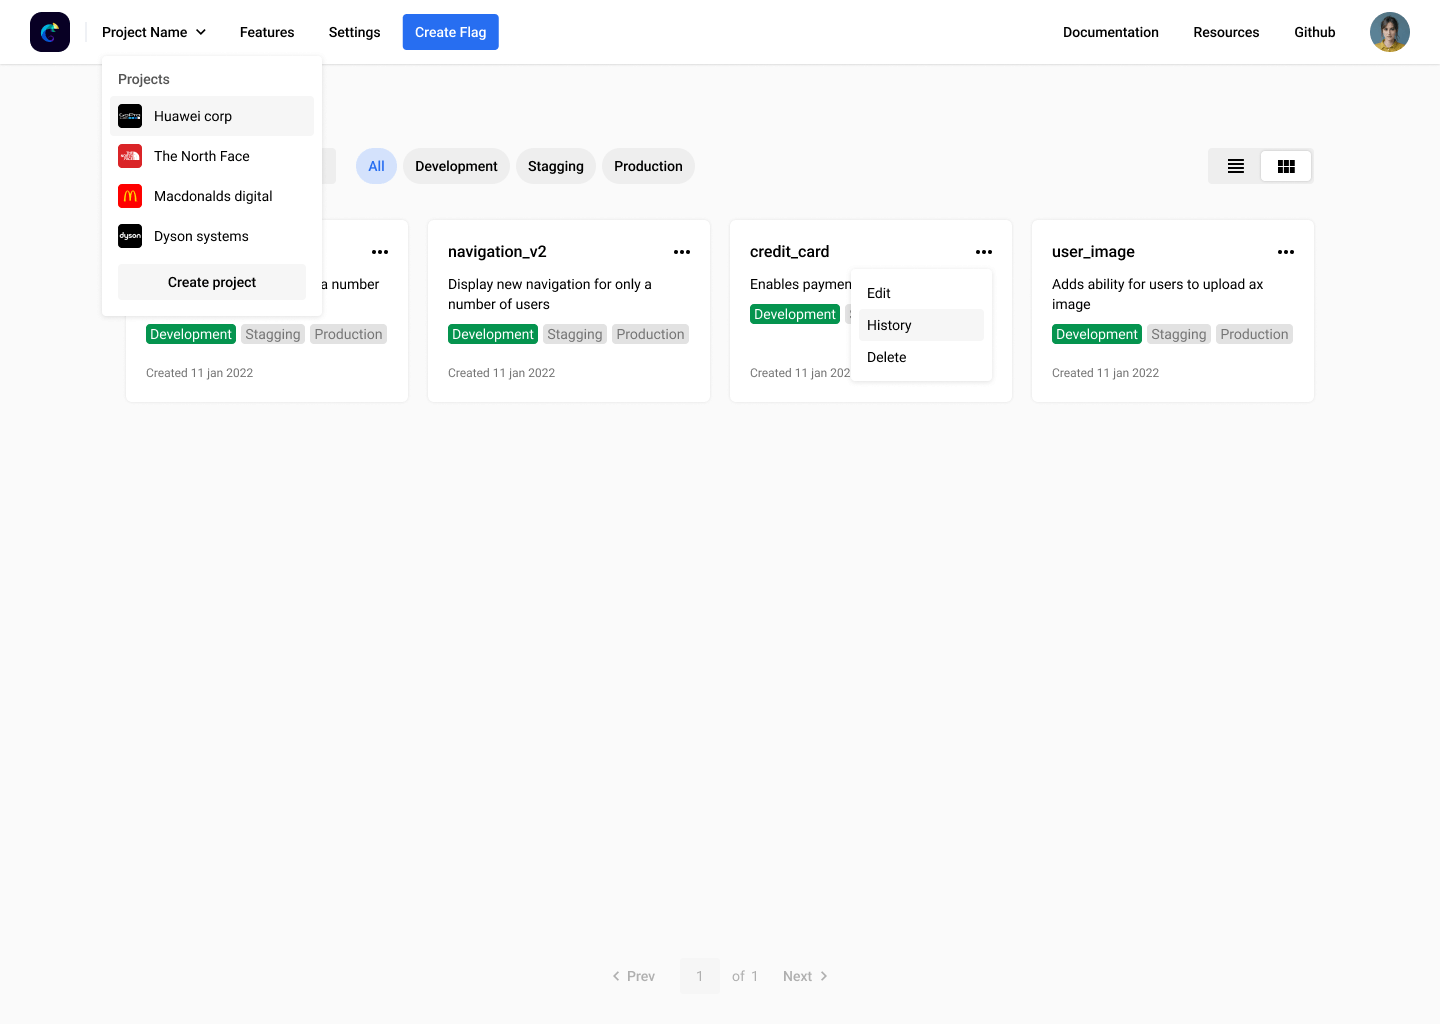 Project Name
Features
Settings
Create Flag
Documentation
Resources
Github
Projects
Huawei corp
The North Face
Macdonalds digital
dyson
Dyson systems
Create project
All
Development
Stagging
Production
a number
Development Stagging Production
Created 11 jan 2022
navigation_v2
Display new navigation for only a
number of users
Development Stagging Production
Created 11 jan 2022
credit_card
Enables paymen
Development
Created 11 jan 202
Edit
History
Delete
user_image
Adds ability for users to upload ax
image
Development Stagging Production
Created 11 jan 2022
Prev
1
of 1
Next